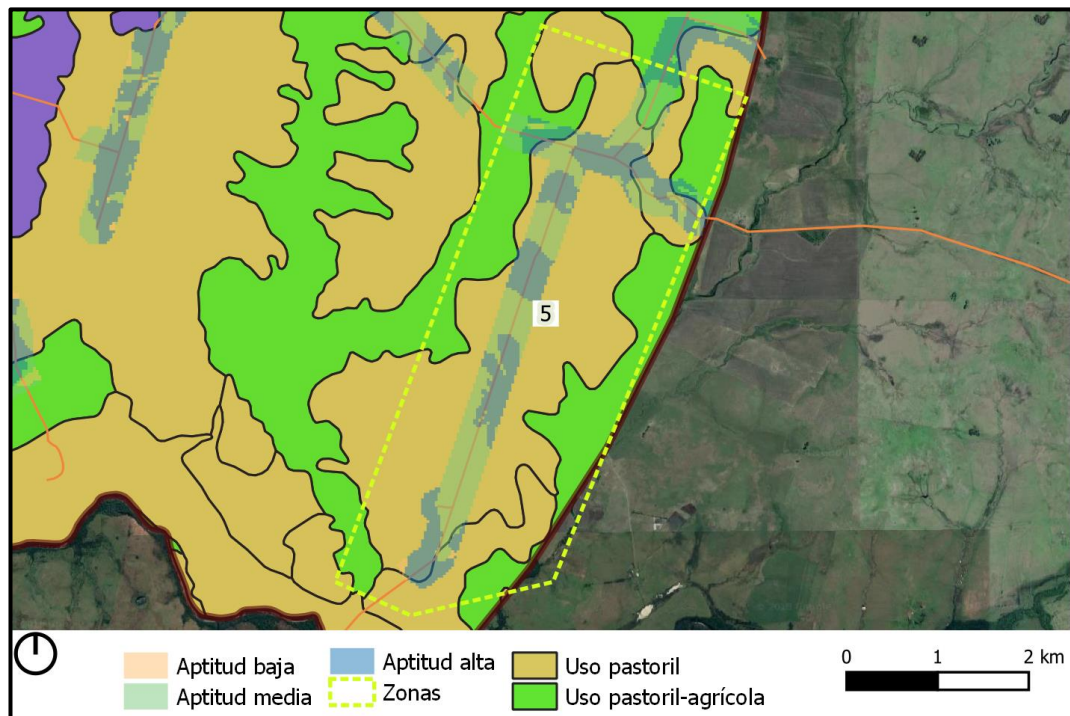 5
Aptitud baja
Aptitud media
Aptitud alta
Zonas
Uso pastoril
Uso pastoril-agrícola
0 1 2 km